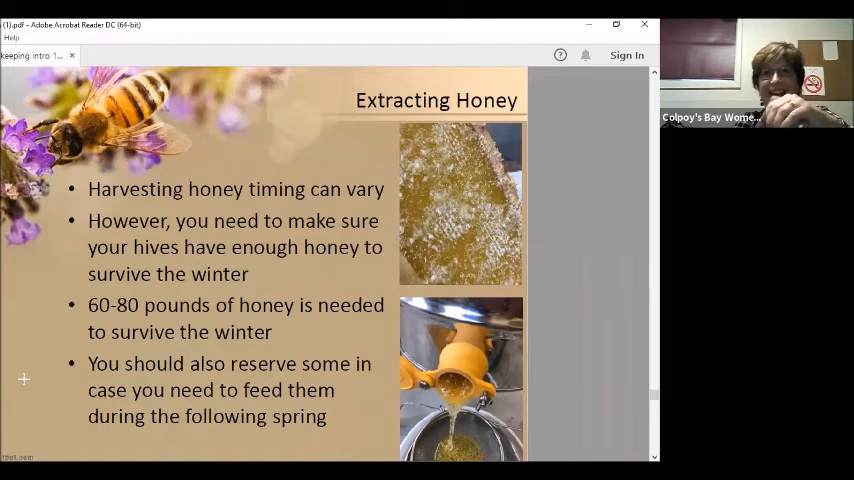 (1).pdf - Adobe Acrobat Reader DC (64-bit)
Help
keeping intro 1...
Sign In
Extracting Honey
Colpoy's Bay Wome...
• Harvesting honey timing can vary
• However, you need to make sure
your hives have enough honey to
survive the winter
• 60-80 pounds of honey is needed
to survive the winter
• You should also reserve some in
case you need to feed them
during the following spring